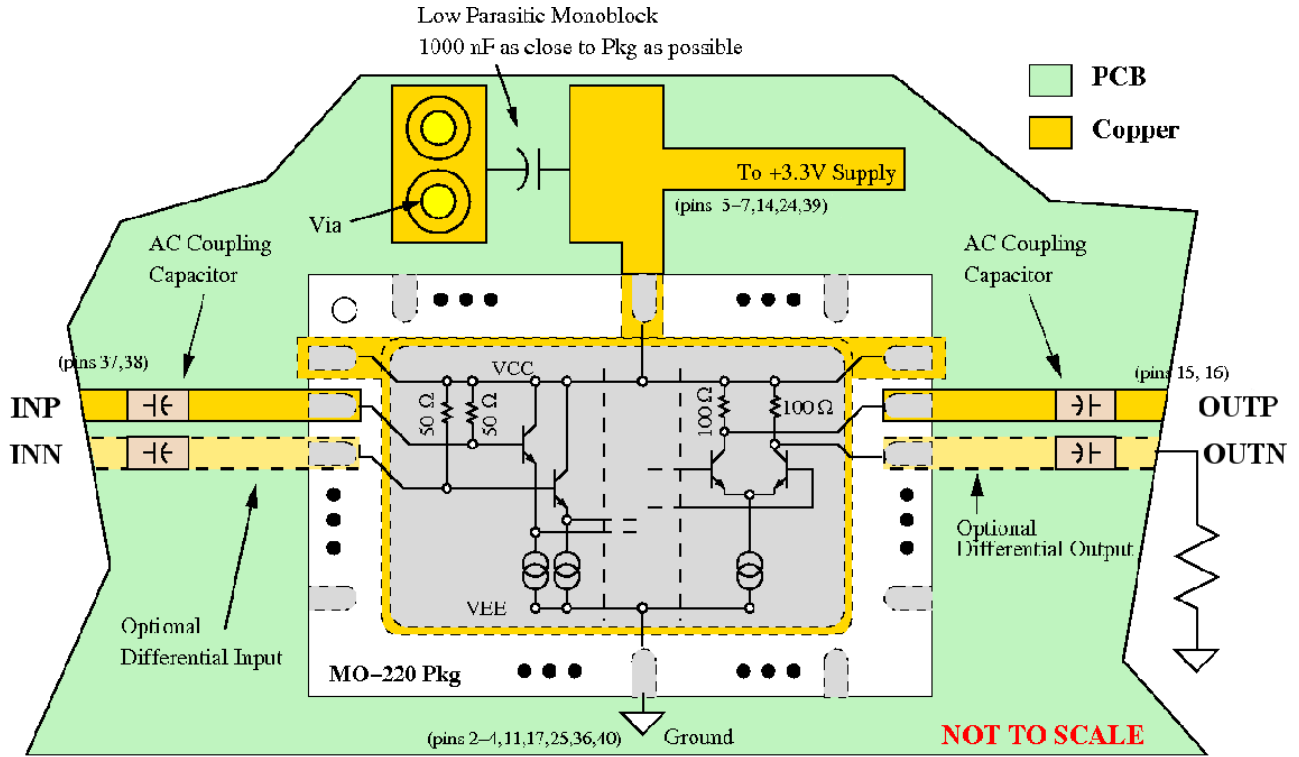 Low Parasitic Monoblock
1000 nF as close to Pkg as possible
PCB
Copper
To +3.3V Supply
(pins 5–7,14,24,39)
Via
AC Coupling
Capacitor
AC Coupling
Capacitor
(pins 37,38)
(pins 15, 16)
VCC
50 Ω
50 Ω
100 Ω
100 Ω
INP
OUTP
INN
OUTN
Optional
Differential Output
VEE
Optional
Differential Input
MO–220 Pkg
(pins 2–4,11,17,25,36,40)
Ground
NOT TO SCALE